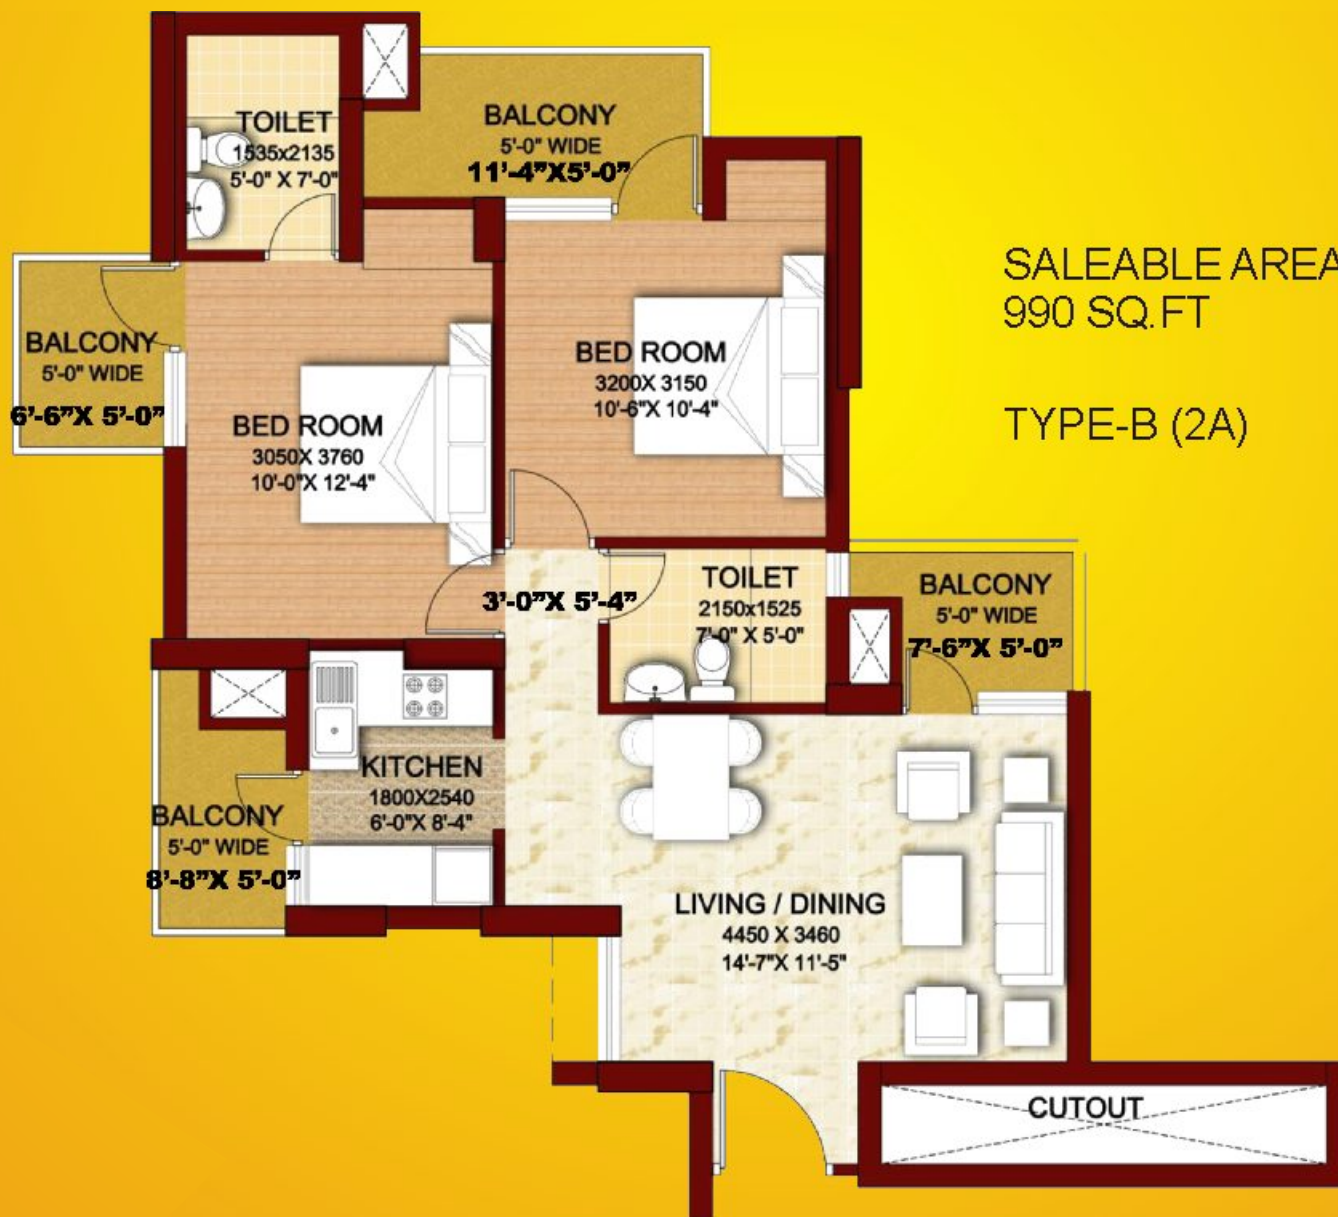 TOILET
1535x2135
5'-0" X 7'-0"
BALCONY
5'-0" WIDE
11'-4"X5'-0"
SALEABLE AREA
990 SQ.FT
TYPE-B (2A)
BALCONY
5'-0" WIDE
6'-6"X 5'-0"
BED ROOM
3050X 3760
10'-0"X 12'-4"
BED ROOM
3200X 3150
10'-6"X 10'-4"
3'-0"X 5'-4"
TOILET
2150x1525
7'-0" X 5'-0"
BALCONY
5'-0" WIDE
7'-6"X 5'-0"
KITCHEN
1800X2540
6'-0"X 8'-4"
BALCONY
5'-0" WIDE
8'-8"X 5'-0"
LIVING / DINING
4450 X 3460
14'-7"X 11'-5"
CUTOUT